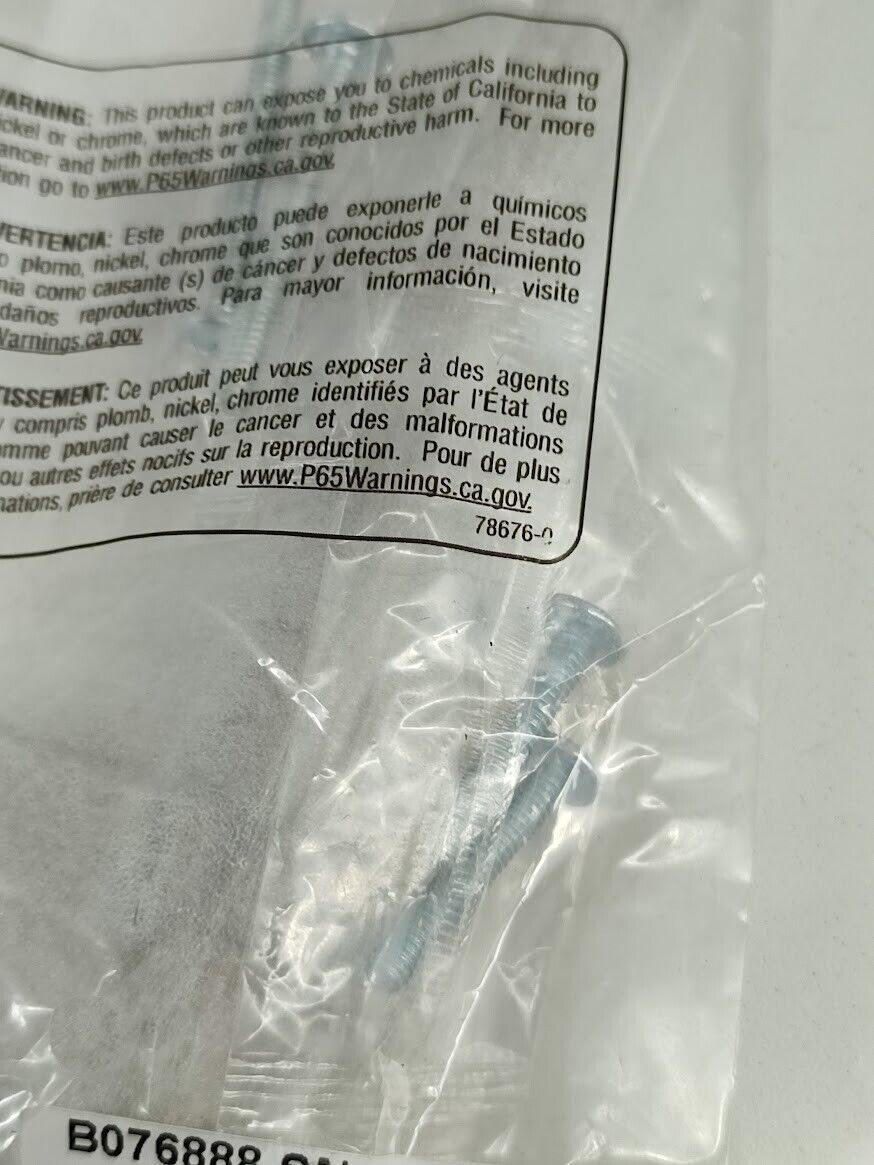 WARNING: This product can expose you to chemicals including
nickel or chrome, which are known to the State of California to
cancer and birth defects or other reproductive harm. For more
go to www.P65Warnings.ca.gov.
VERTENCIA: Este producto puede exponerle a químicos
o plomo, nickel, chrome que son conocidos por el Estado
nia como causante (s) de cáncer y defectos de nacimiento
daños reproductivos. Para mayor información, visite
Warnings.ca.gov.
TISSEMENT: Ce produit peut vous exposer à des agents
y compris plomb, nickel, chrome identifiés par l'État de
omme pouvant causer le cancer et des malformations
ou autres effets nocifs sur la reproduction. Pour de plus
mations, prière de consulter www.P65Warnings.ca.gov.
78676-0
B076888